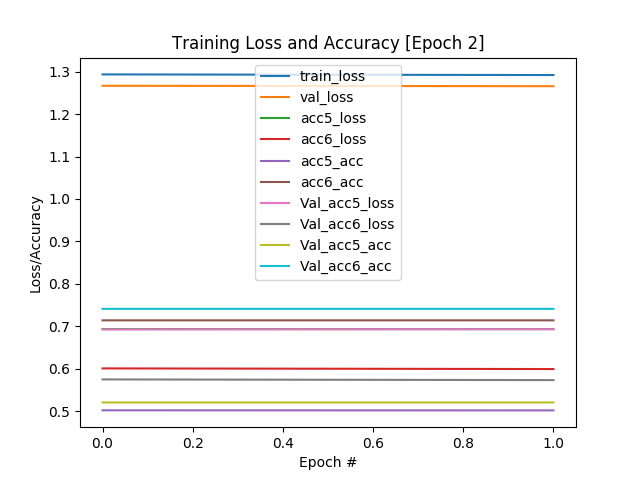 Training Loss and Accuracy [Epoch 2]
1.3
1.2
1.1
1.0
0.9
0.8
0.7
0.6
0.5
Loss/Accuracy
train_loss
val_loss
acc5_loss
acc6_loss
acc5_acc
acc6_acc
Val_acc5_loss
Val_acc6_loss
Val_acc5_acc
Val_acc6_acc
0.0 0.2 0.4 0.6 0.8 1.0
Epoch #